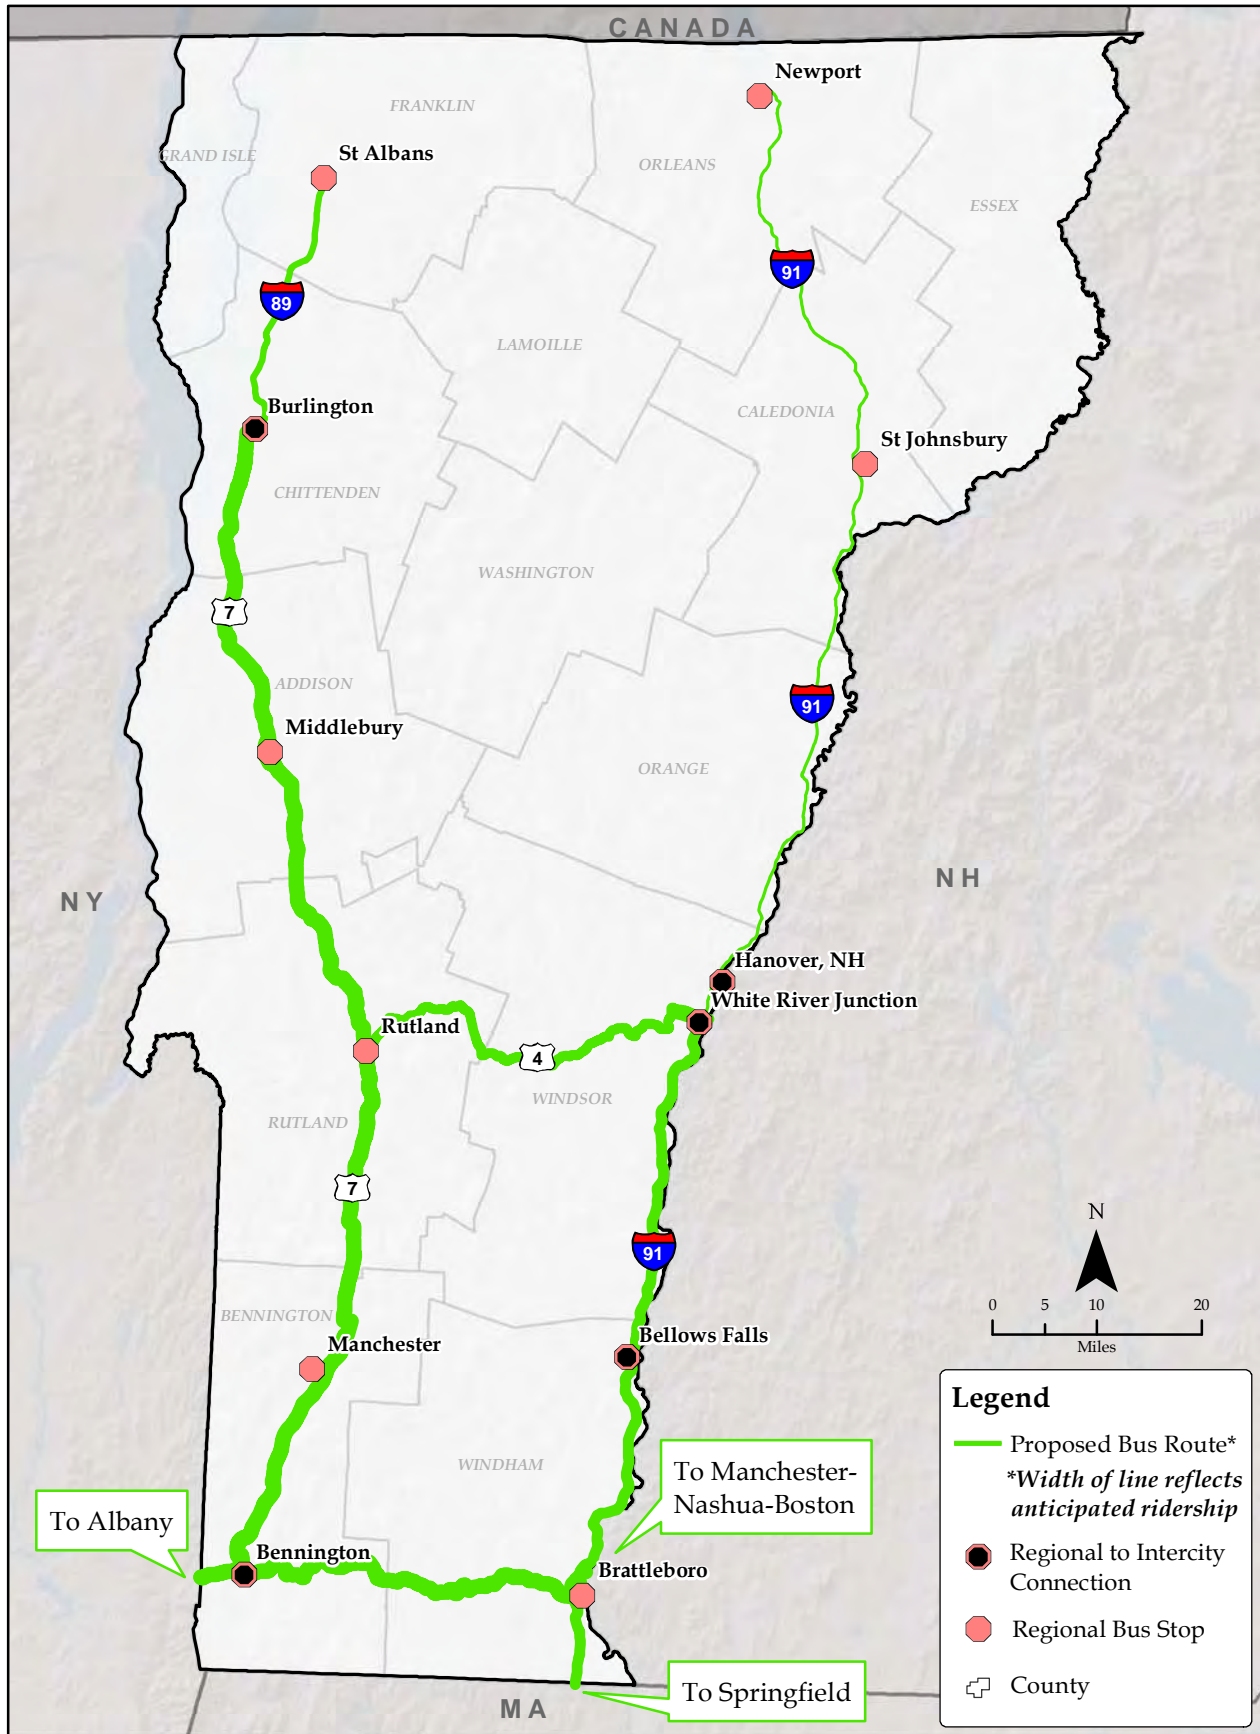 CANADA
Newport
FRANKLIN
St Albans
GRAND ISLE
ORLEANS
ESSEX
91
89
LAMOILLE
Burlington
CALEDONIA
St Johnsbury
CHITTENDEN
WASHINGTON
7
ADDISON
91
Middlebury
ORANGE
NH
NY
Hanover, NH
White River Junction
Rutland
4
WINDSOR
RUTLAND
7
N
91
0 5 10 20
Miles
BENNINGTON
Manchester
Bellows Falls
Legend
Proposed Bus Route*
*Width of line reflects
anticipated ridership
Regional to Intercity
Connection
Regional Bus Stop
County
WINDHAM
To Manchester-
Nashua-Boston
To Albany
Bennington
Brattleboro
To Springfield
MA